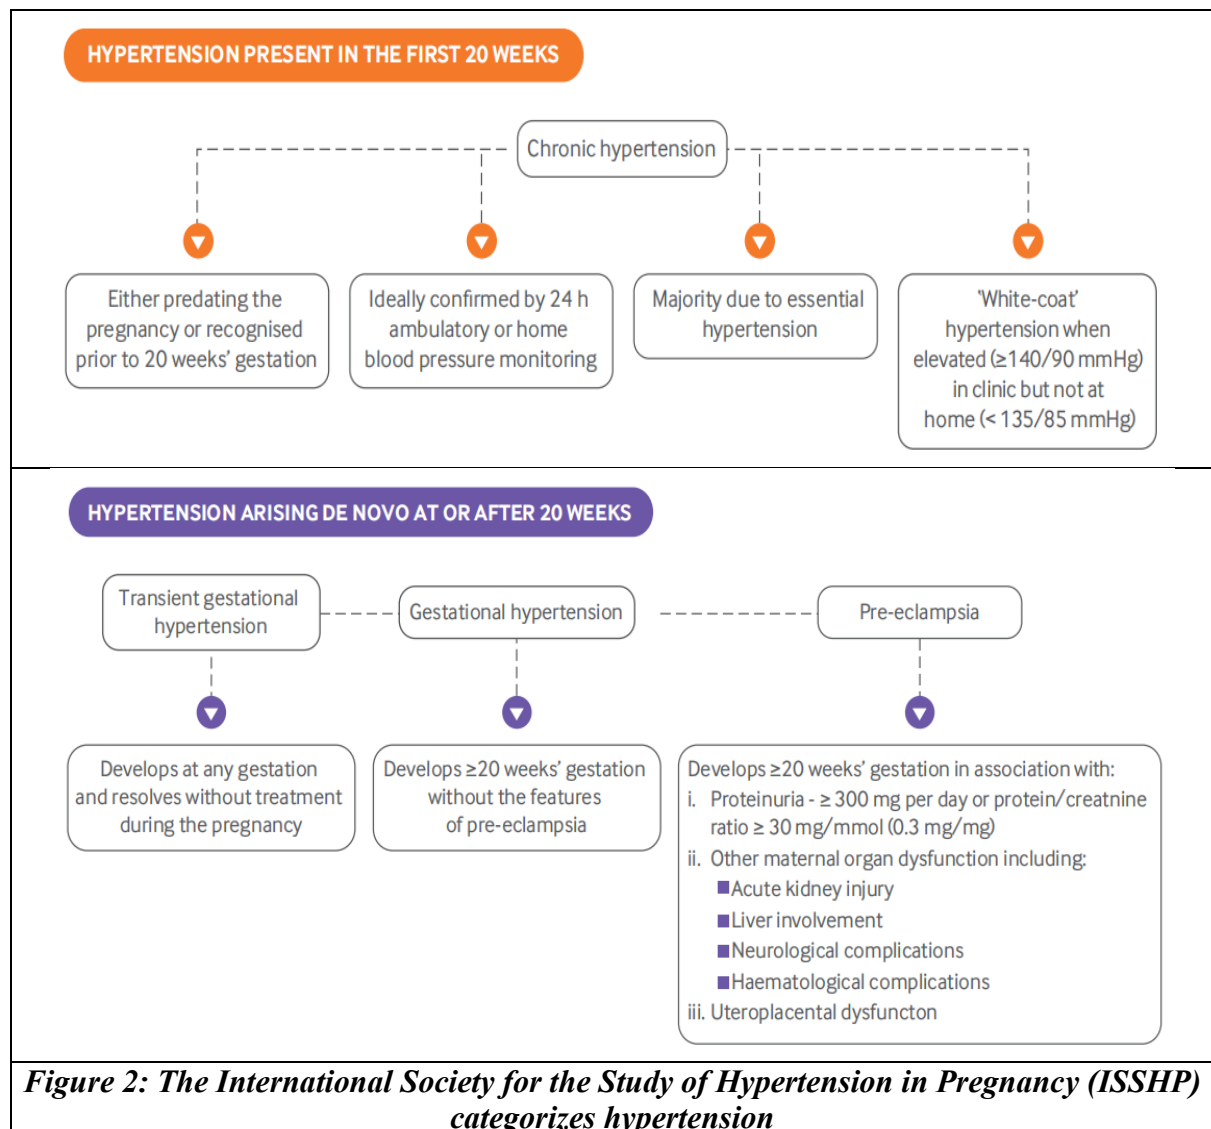 HYPERTENSION PRESENT IN THE FIRST 20 WEEKS
Chronic hypertension
Either predating the
pregnancy or recognised
prior to 20 weeks' gestation
Ideally confirmed by 24 h
ambulatory or home
blood pressure monitoring
Majority due to essential
hypertension
'White-coat'
hypertension when
elevated (≥140/90 mmHg)
in clinic but not at
home (< 135/85 mmHg)
HYPERTENSION ARISING DE NOVO AT OR AFTER 20 WEEKS
Transient gestational
hypertension
Gestational hypertension
Pre-eclampsia
Develops at any gestation
and resolves without treatment
during the pregnancy
Develops ≥20 weeks' gestation
without the features
of pre-eclampsia
Develops ≥20 weeks' gestation in association with:
i. Proteinuria - ≥ 300 mg per day or protein/creatnine
ratio ≥ 30 mg/mmol (0.3 mg/mg)
ii. Other maternal organ dysfunction including:
Acute kidney injury
Liver involvement
Neurological complications
Haematological complications
iii. Uteroplacental dysfuncton
Figure 2: The International Society for the Study of Hypertension in Pregnancy (ISSHP)
categorizes hypertension